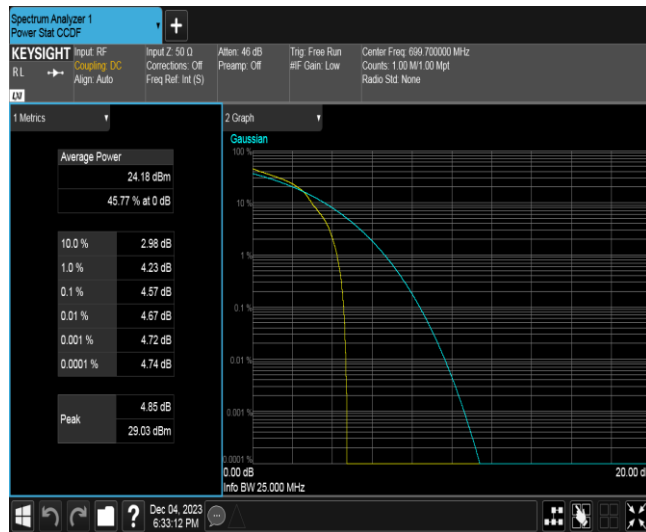 Spectrum Analyzer 1
Power Stat CCDF
+
KEYSIGHT
RL
LXI
Input: RF
Coupling: DC
Align: Auto
Input Z: 50 Ω
Corrections: Off
Freq Ref: Int (S)
Atten: 46 dB
Preamp: Off
Trig: Free Run
#IF Gain: Low
Center Freq: 699.700000 MHz
Counts: 1.00 M/1.00 Mpt
Radio Std: None
1 Metrics
Average Power
24.18 dBm
45.77 % at 0 dB
10.0 % 2.98 dB
1.0 % 4.23 dB
0.1 % 4.57 dB
0.01 % 4.67 dB
0.001 % 4.72 dB
0.0001 % 4.74 dB
Peak
4.85 dB
29.03 dBm
2 Graph
Gaussian
100 %
10 %
1 %
0.1 %
0.01 %
0.001 %
0.0001 %
0.00 dB
20.00 d
Info BW 25.000 MHz
?
Dec 04, 2023
6:33:12 PM